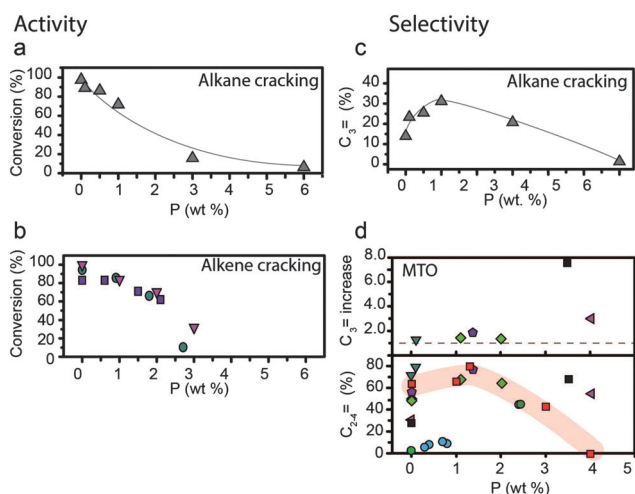 Activity
Selectivity
a
100
80
60
40
20
0
Conversion (%)
Alkane cracking
0 1 2 3 4 5 6
P (wt %)
c
40
30
20
10
0
C3= (%)
Alkane cracking
0 1 2 3 4 5 6
P (wt. %)
b
100
80
60
40
20
0
Conversion (%)
Alkene cracking
0 1 2 3 4 5 6
P (wt %)
d
8.0
6.0
4.0
2.0
C3= increase
MTO
80
60
40
20
0
C2-4= (%)
0 1 2 3 4 5
P (wt %)